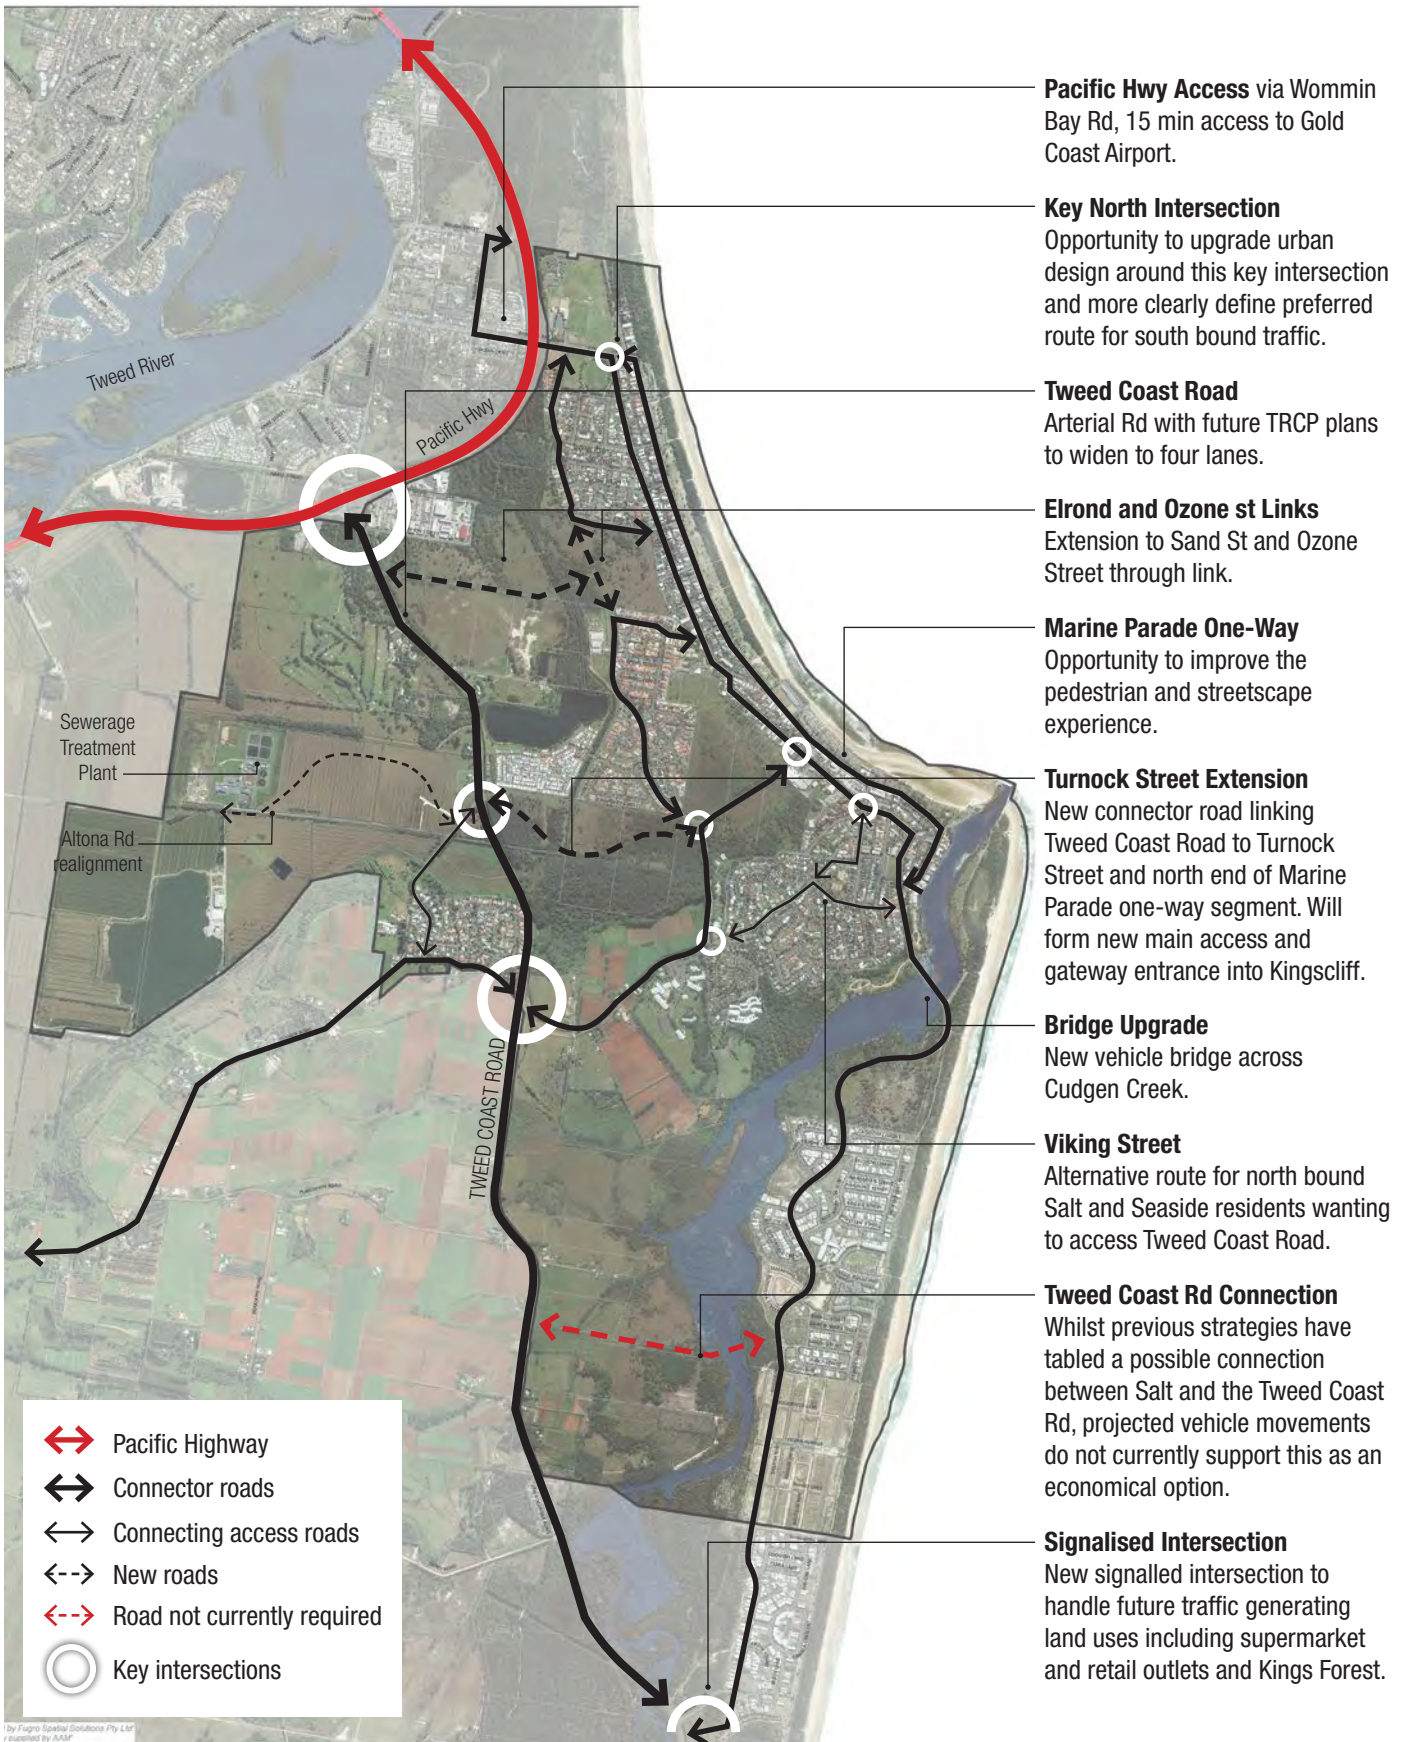 Pacific Hwy Access via Wommin
Bay Rd, 15 min access to Gold
Coast Airport.
Key North Intersection
Opportunity to upgrade urban
design around this key intersection
and more clearly define preferred
route for south bound traffic.
Tweed Coast Road
Arterial Rd with future TRCP plans
to widen to four lanes.
Elrond and Ozone st Links
Extension to Sand St and Ozone
Street through link.
Marine Parade One-Way
Opportunity to improve the
pedestrian and streetscape
experience.
Turnock Street Extension
New connector road linking
Tweed Coast Road to Turnock
Street and north end of Marine
Parade one-way segment. Will
form new main access and
gateway entrance into Kingscliff.
Bridge Upgrade
New vehicle bridge across
Cudgen Creek.
Viking Street
Alternative route for north bound
Salt and Seaside residents wanting
to access Tweed Coast Road.
Tweed Coast Rd Connection
Whilst previous strategies have
tabled a possible connection
between Salt and the Tweed Coast
Rd, projected vehicle movements
do not currently support this as an
economical option.
Signalised Intersection
New signalled intersection to
handle future traffic generating
land uses including supermarket
and retail outlets and Kings Forest.
Tweed River
Pacific Hwy
Sewerage
Treatment
Plant
Altona Rd
realignment
TWEED COAST ROAD
Pacific Highway
Connector roads
Connecting access roads
New roads
Road not currently required
Key intersections
by Fugro Spatial Solutions Pty Ltd
supplied by AAM